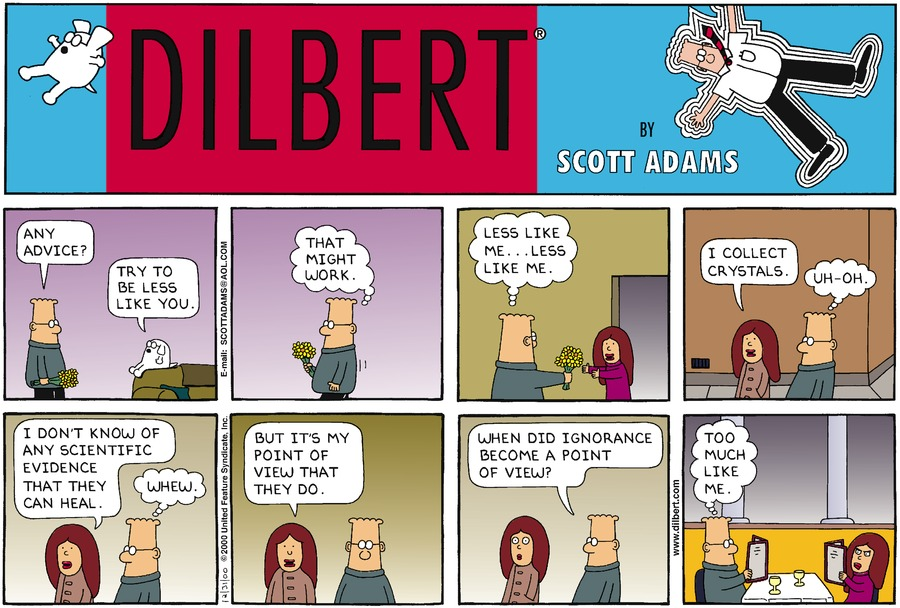 DILBERT®
BY
SCOTT ADAMS
ANY
ADVICE?
TRY TO
BE LESS
LIKE YOU.
E-mail: SCOTTADAMS@AOL.COM
THAT
MIGHT
WORK.
LESS LIKE
ME...LESS
LIKE ME.
I COLLECT
CRYSTALS.
UH-OH.
I DON'T KNOW OF
ANY SCIENTIFIC
EVIDENCE
THAT THEY
CAN HEAL.
WHEW.
12/31/00 © 2000 United Feature Syndicate, Inc.
BUT IT'S MY
POINT OF
VIEW THAT
THEY DO.
WHEN DID IGNORANCE
BECOME A POINT
OF VIEW?
www.dilbert.com
TOO
MUCH
LIKE
ME.